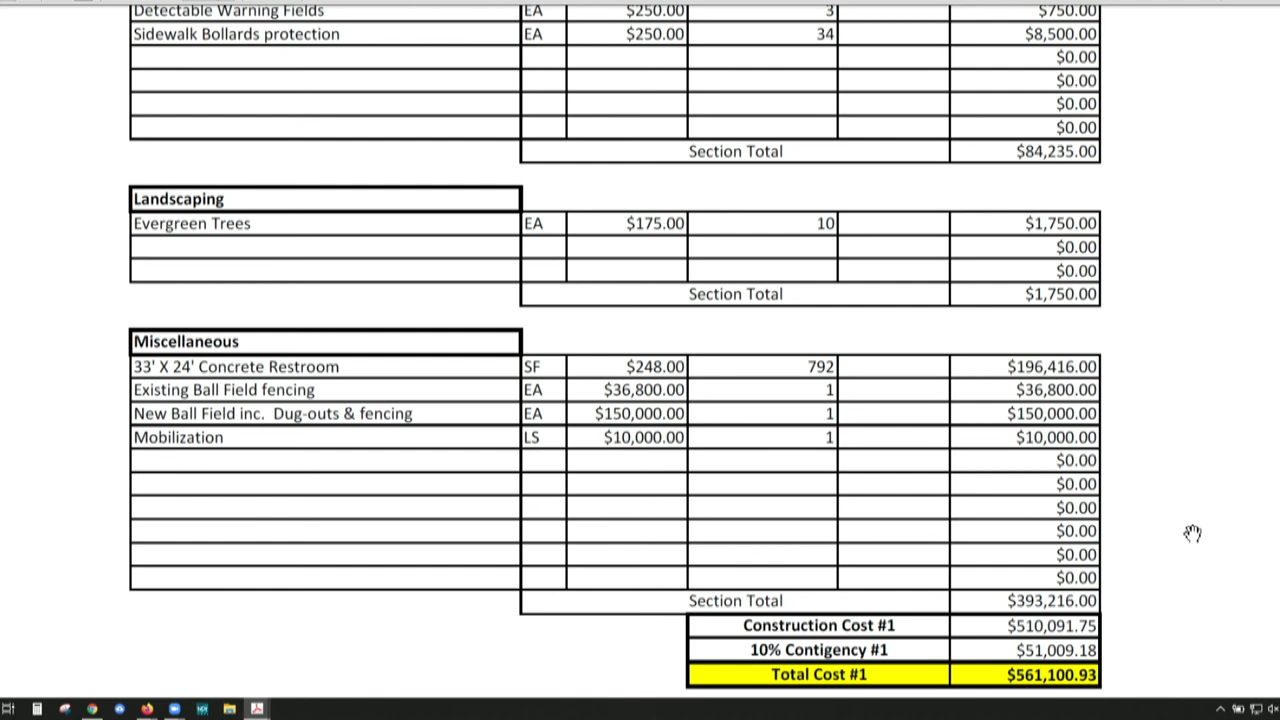 Detectable Warning Fields EA $250.00 3 $750.00
Sidewalk Bollards protection EA $250.00 34 $8,500.00
$0.00
$0.00
$0.00
$0.00
Section Total $84,235.00
Landscaping
Evergreen Trees EA $175.00 10 $1,750.00
$0.00
$0.00
Section Total $1,750.00
Miscellaneous
33' X 24' Concrete Restroom SF $248.00 792 $196,416.00
Existing Ball Field fencing EA $36,800.00 1 $36,800.00
New Ball Field inc. Dug-outs & fencing EA $150,000.00 1 $150,000.00
Mobilization LS $10,000.00 1 $10,000.00
$0.00
$0.00
$0.00
$0.00
$0.00
$0.00
Section Total $393,216.00
Construction Cost #1 $510,091.75
10% Contigency #1 $51,009.18
Total Cost #1 $561,100.93